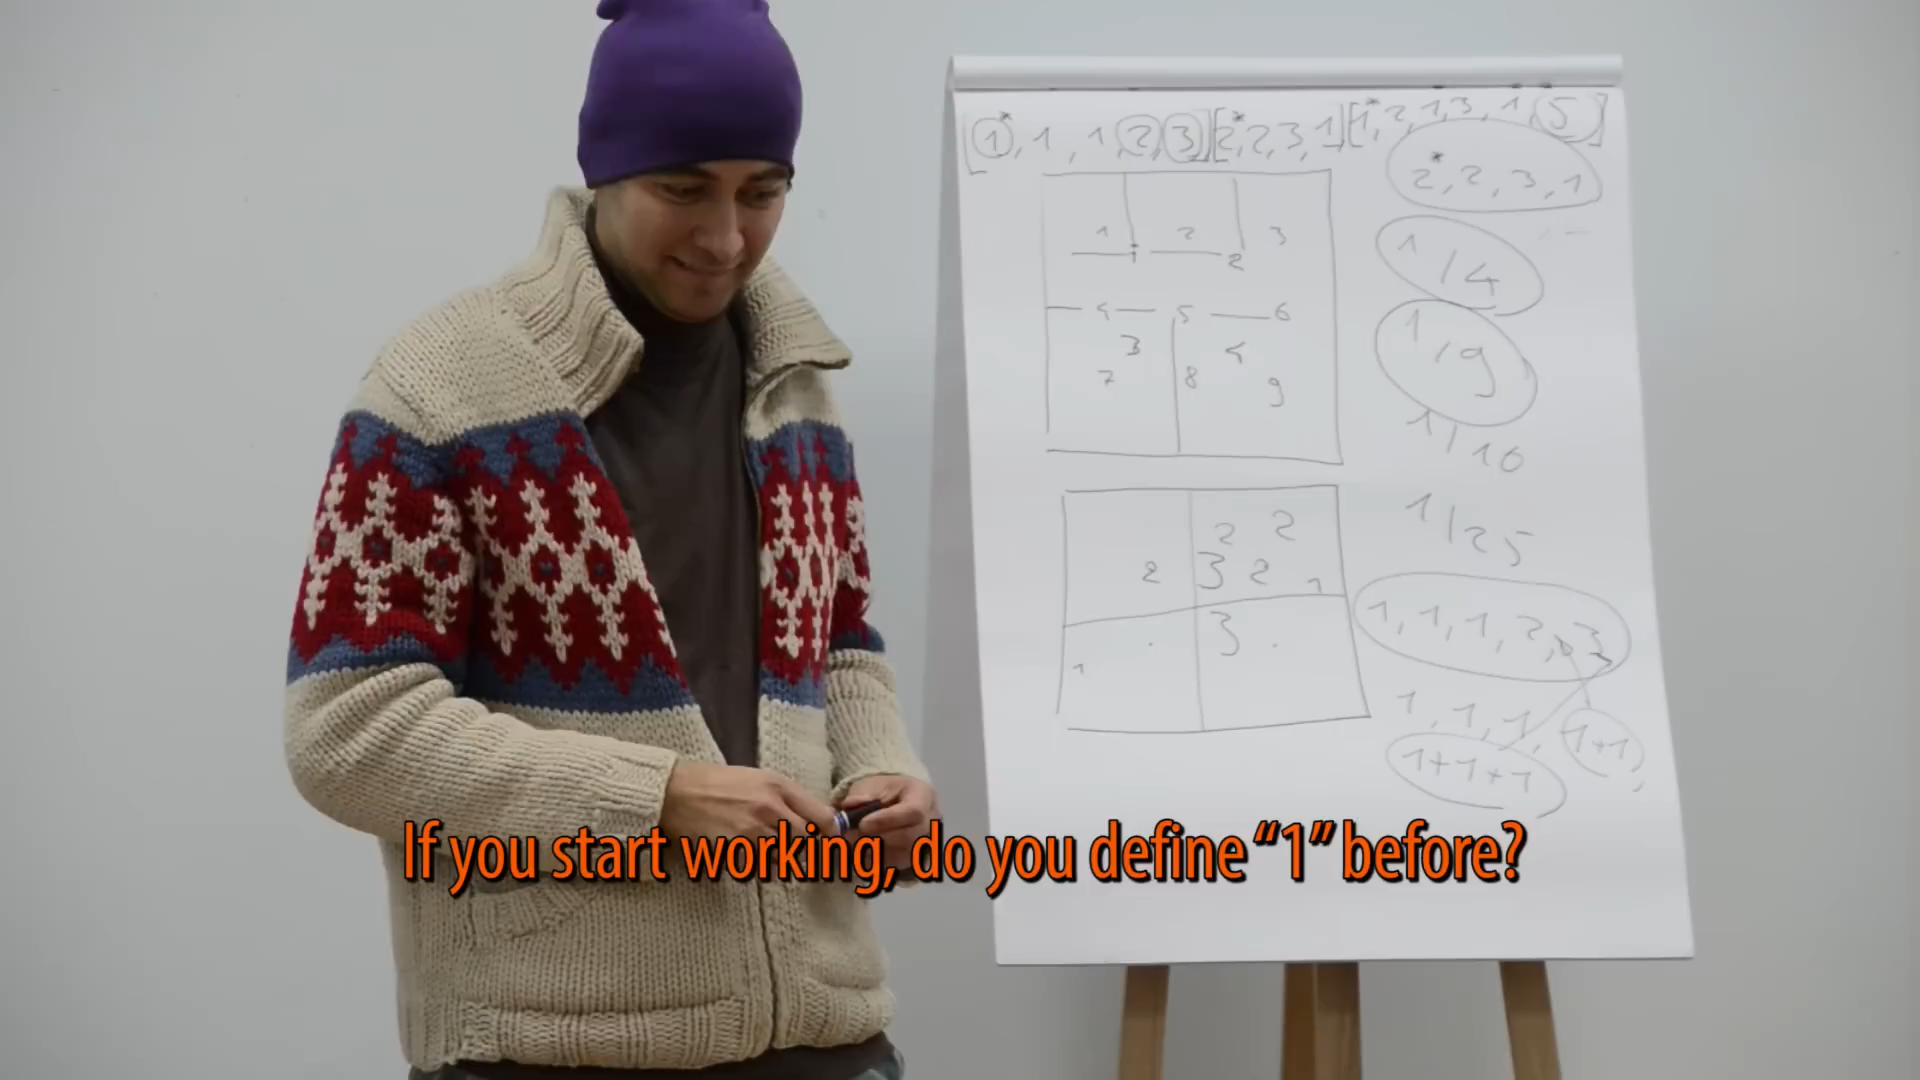 [1*, 1, 1, 2, 3] [2*, 2, 3, 1] [1*, 2, 1, 3, 1, 5]
2*, 2, 3, 1
1 2 3
1 2
1/4
4 5 6
3 4
1/9
7 8 9
1/16
1/25
2 2
2 3 2 1
3
1
1, 1, 1, 2, 3
1, 1, 1, 1+1,
1+1+1
If you start working, do you define “1” before?